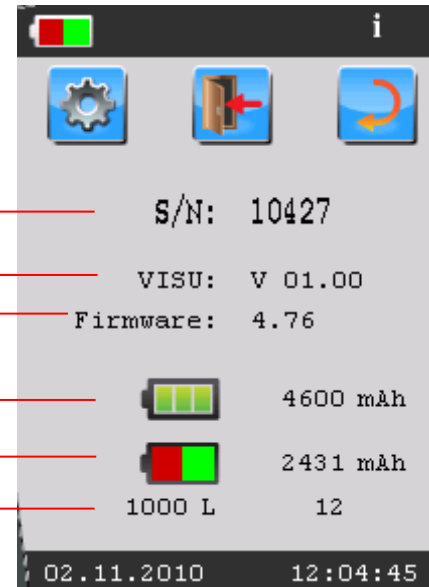 i
S/N: 10427
VISU: V 01.00
Firmware: 4.76
4600 mAh
2431 mAh
1000 L 12
02.11.2010 12:04:45